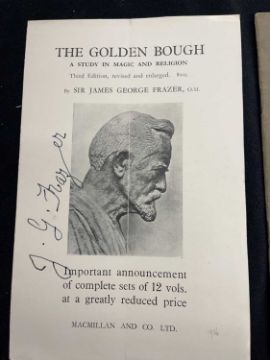 THE GOLDEN BOUGH
A STUDY IN MAGIC AND RELIGION
Third Edition, revised and enlarged. 8vo.
By SIR JAMES GEORGE FRAZER, O.M.
J. G. Frazer
Important announcement
of complete sets of 12 vols.
at a greatly reduced price
MACMILLAN AND CO. LTD.